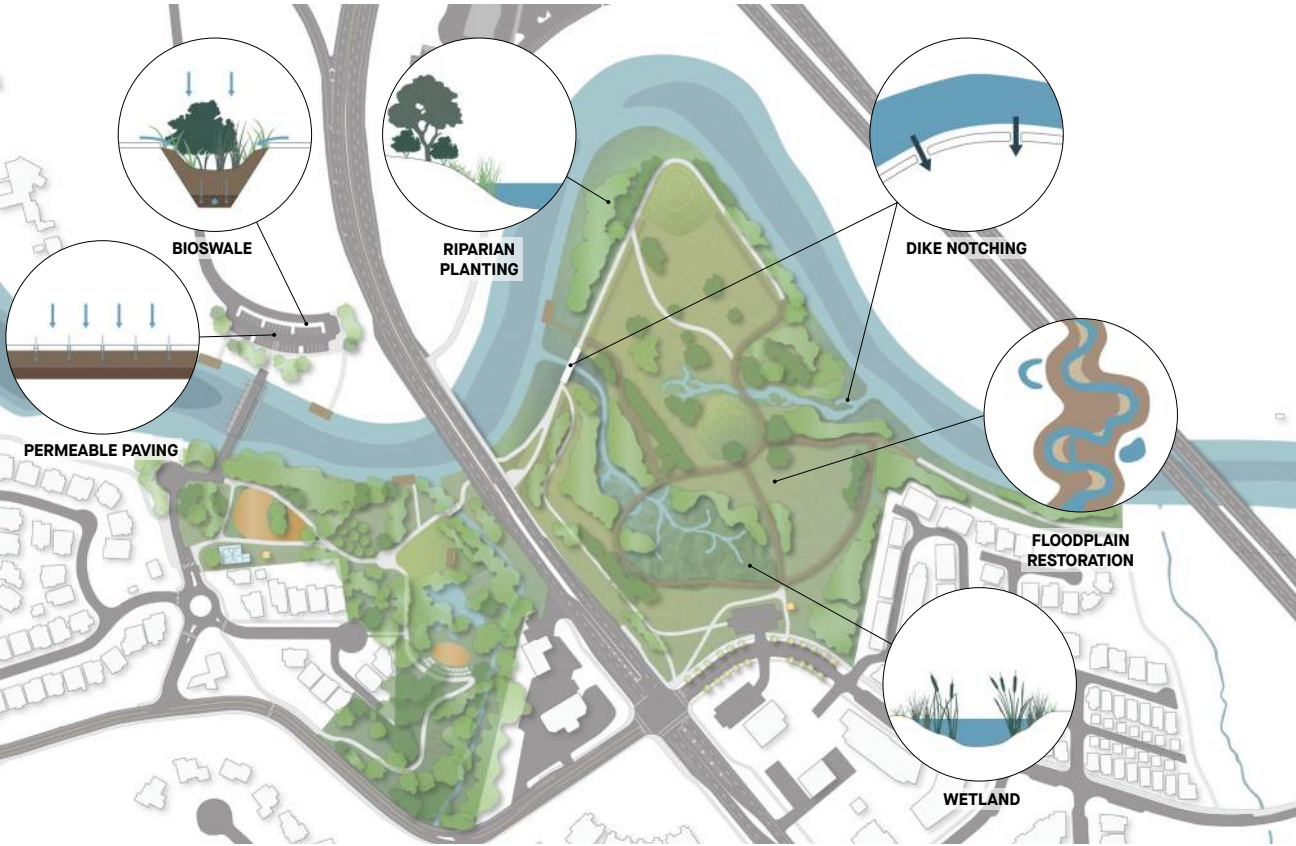 BIOSWALE
RIPARIAN
PLANTING
DIKE NOTCHING
PERMEABLE PAVING
FLOODPLAIN
RESTORATION
WETLAND